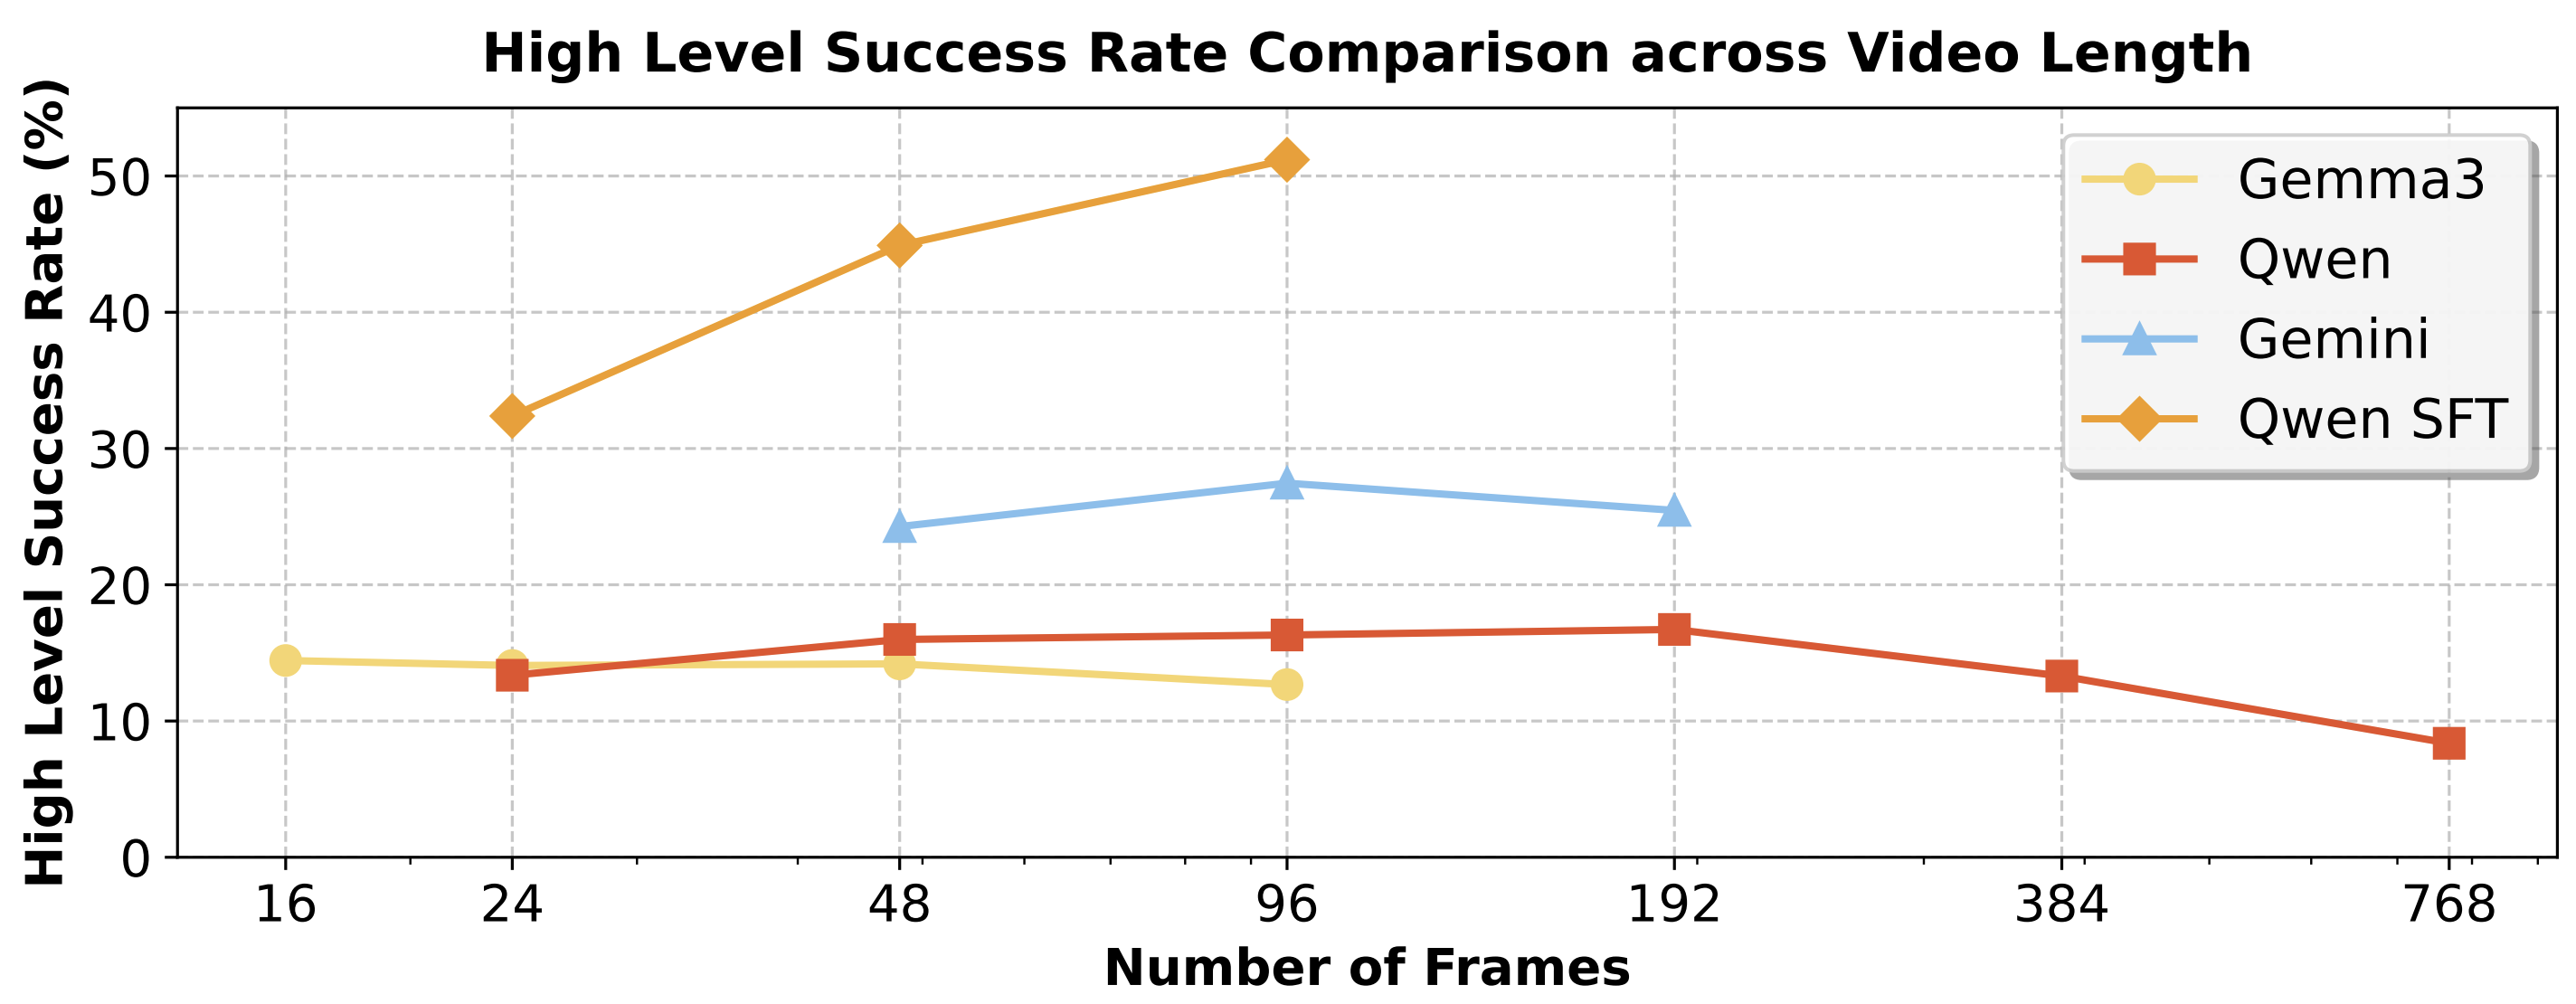 High Level Success Rate Comparison across Video Length
High Level Success Rate (%)
50
40
30
20
10
0
16 24 48 96 192 384 768
Number of Frames
Gemma3
Qwen
Gemini
Qwen SFT